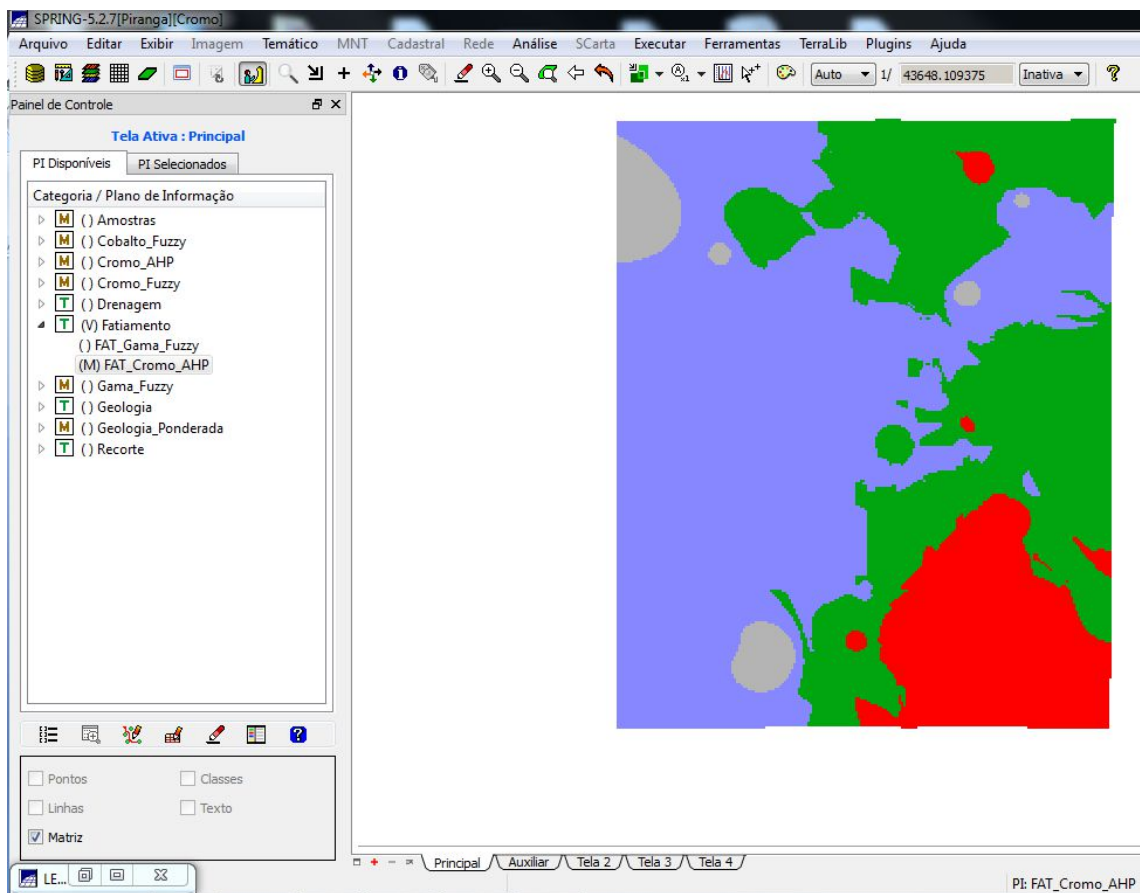 SPRING-5.2.7[Piranga][Cromo]
Arquivo Editar Exibir Imagem Temático MNT Cadastral Rede Análise SCarta Executar Ferramentas TerraLib Plugins Ajuda
Auto 1/ 43648.109375 Inativa
Painel de Controle
Tela Ativa : Principal
PI Disponíveis PI Selecionados
Categoria / Plano de Informação
M () Amostras
M () Cobalto_Fuzzy
M () Cromo_AHP
M () Cromo_Fuzzy
T () Drenagem
T (V) Fatiamento
() FAT_Gama_Fuzzy
(M) FAT_Cromo_AHP
M () Gama_Fuzzy
T () Geologia
M () Geologia_Ponderada
T () Recorte
Pontos Classes
Linhas Texto
Matriz
LE...
Principal Auxiliar Tela 2 Tela 3 Tela 4
PI: FAT_Cromo_AHP